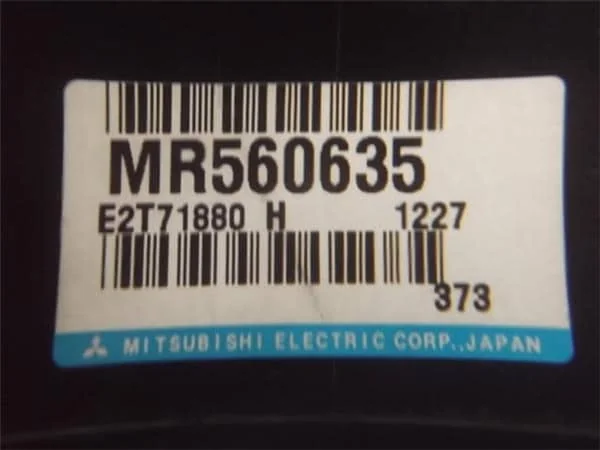 MR560635
E2T71880 H 1227
373
MITSUBISHI ELECTRIC CORP., JAPAN